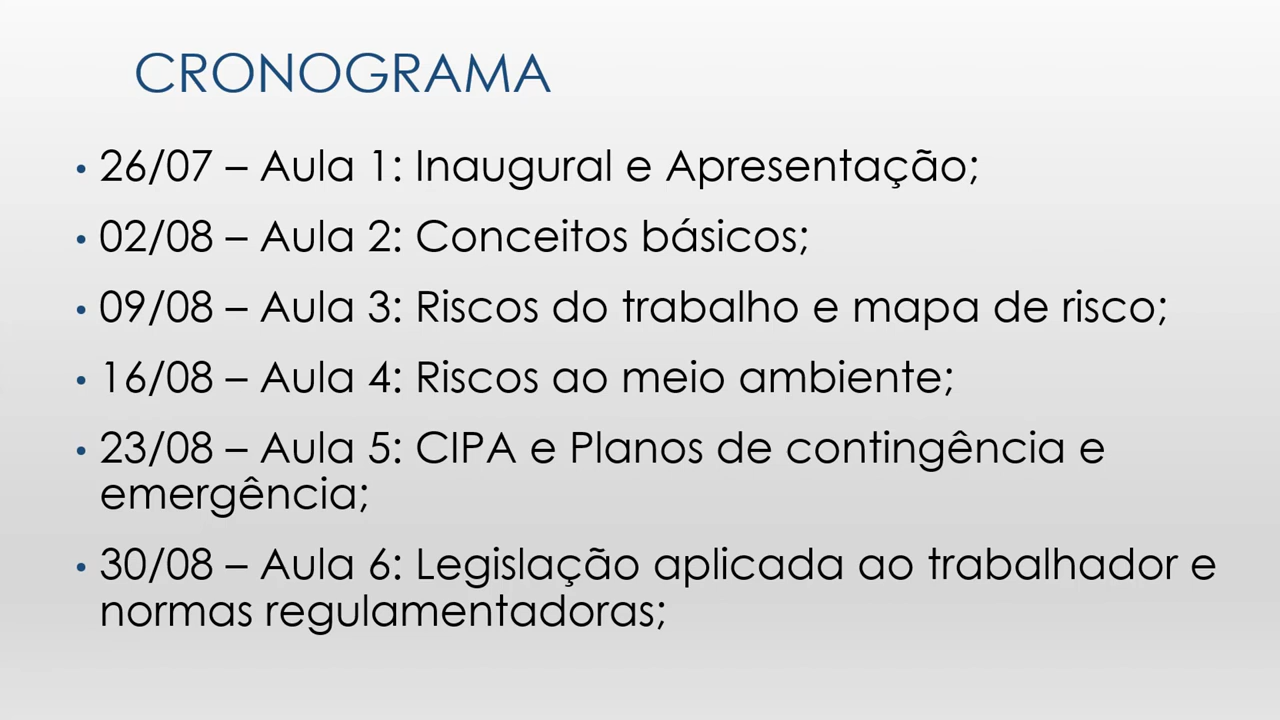 CRONOGRAMA
• 26/07 – Aula 1: Inaugural e Apresentação;
• 02/08 – Aula 2: Conceitos básicos;
• 09/08 – Aula 3: Riscos do trabalho e mapa de risco;
• 16/08 – Aula 4: Riscos ao meio ambiente;
• 23/08 – Aula 5: CIPA e Planos de contingência e
emergência;
• 30/08 – Aula 6: Legislação aplicada ao trabalhador e
normas regulamentadoras;